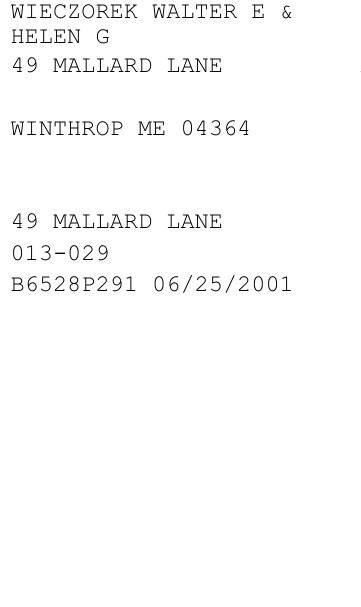 WIECZOREK WALTER E &
HELEN G
49 MALLARD LANE
WINTHROP ME 04364
49 MALLARD LANE
013-029
B6528P291 06/25/2001